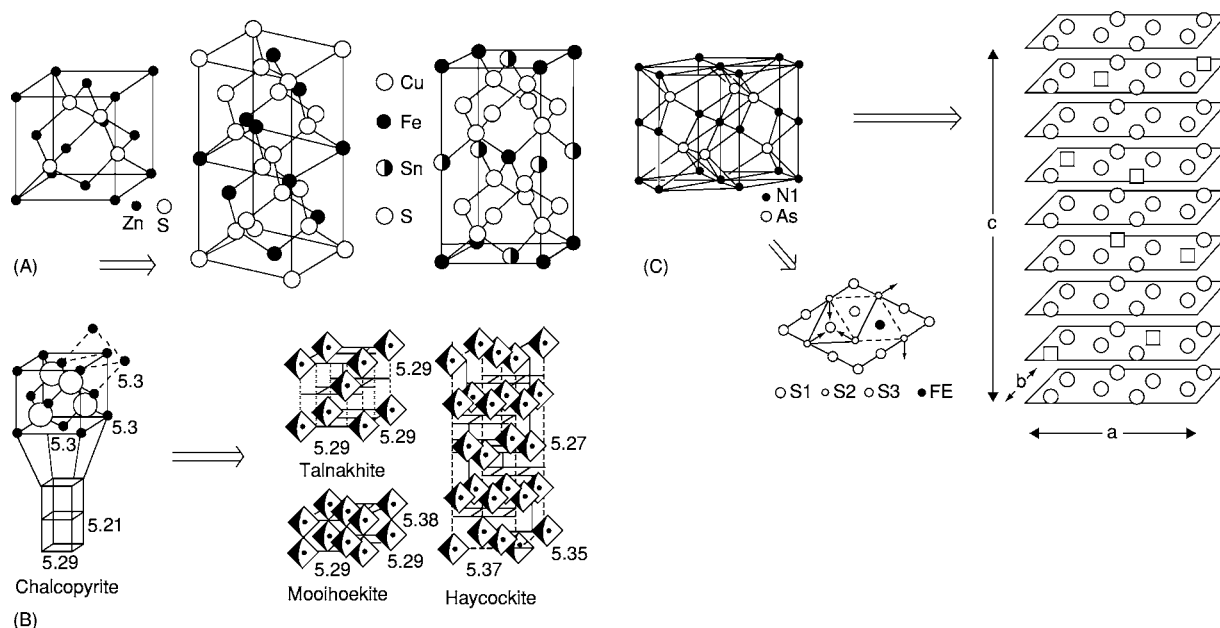 (A)
Zn
S
Cu
Fe
Sn
S
(B)
5.3
5.3
5.3
5.21
5.29
Chalcopyrite
5.29
5.29
5.29
Talnakhite
5.38
5.29
5.29
Mooihoekite
5.27
5.35
5.37
Haycockite
(C)
N1
As
S1 S2 S3 FE
c
b
a